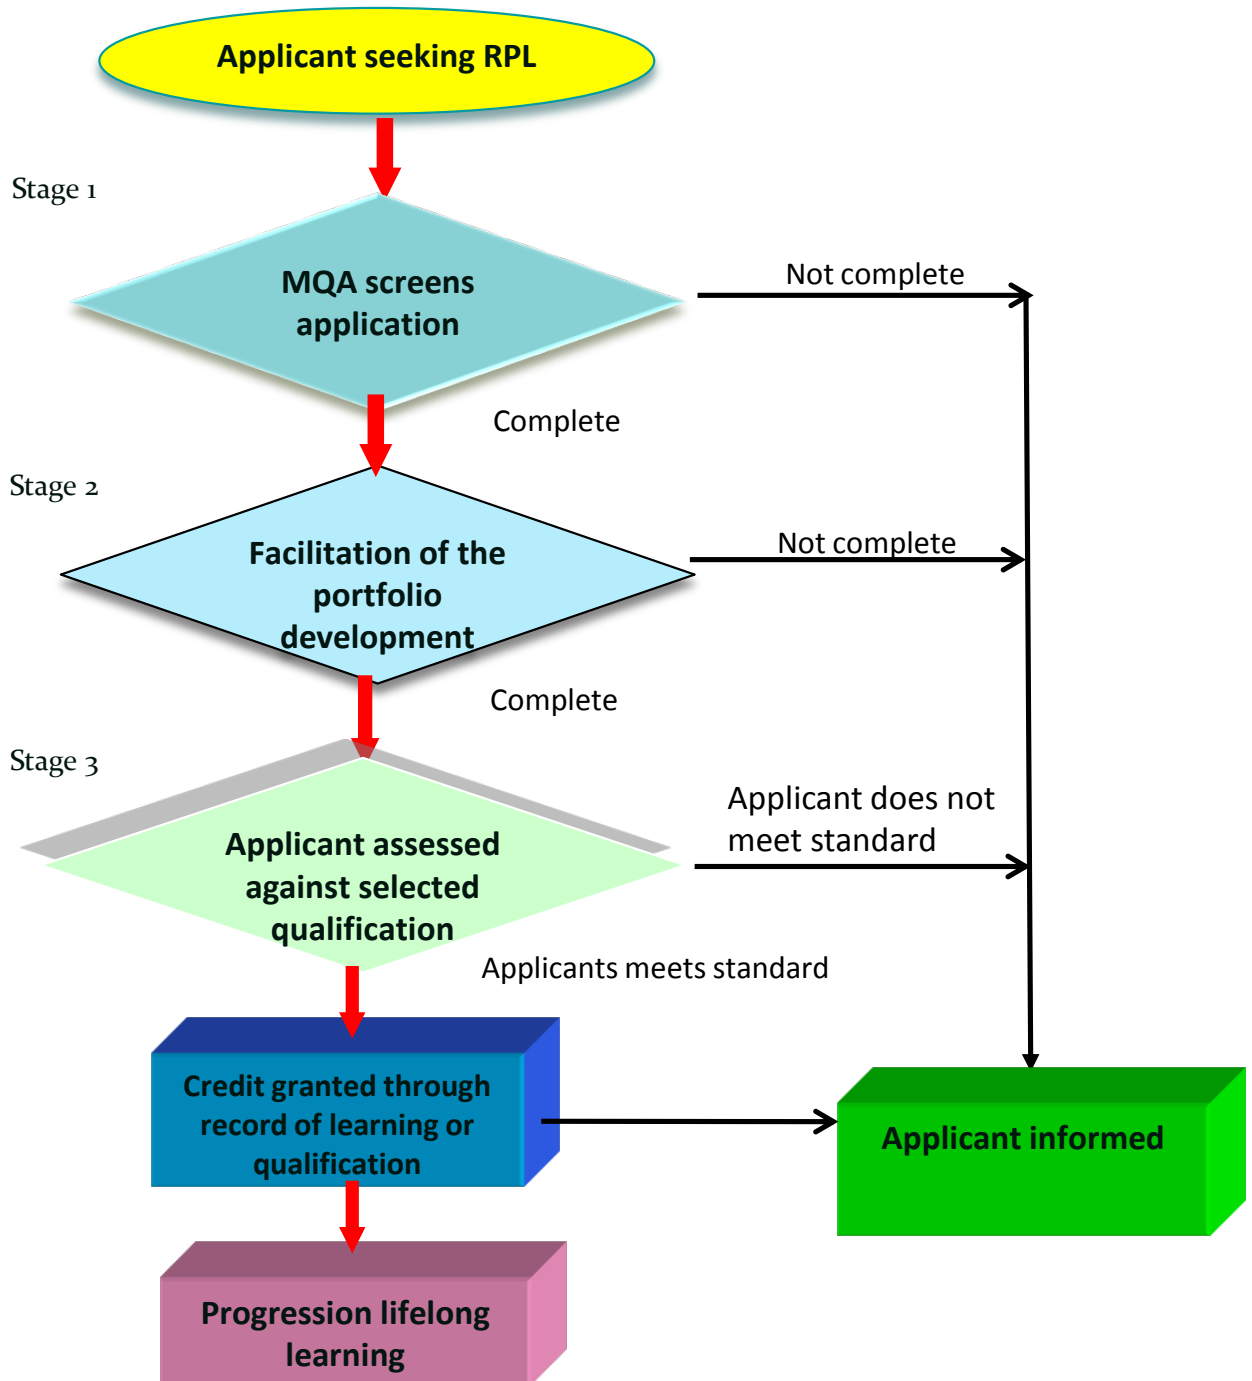 Applicant seeking RPL
Stage 1
MQA screens
application
Not complete
Complete
Stage 2
Facilitation of the
portfolio
development
Not complete
Complete
Stage 3
Applicant assessed
against selected
qualification
Applicant does not
meet standard
Applicants meets standard
Credit granted through
record of learning or
qualification
Applicant informed
Progression lifelong
learning